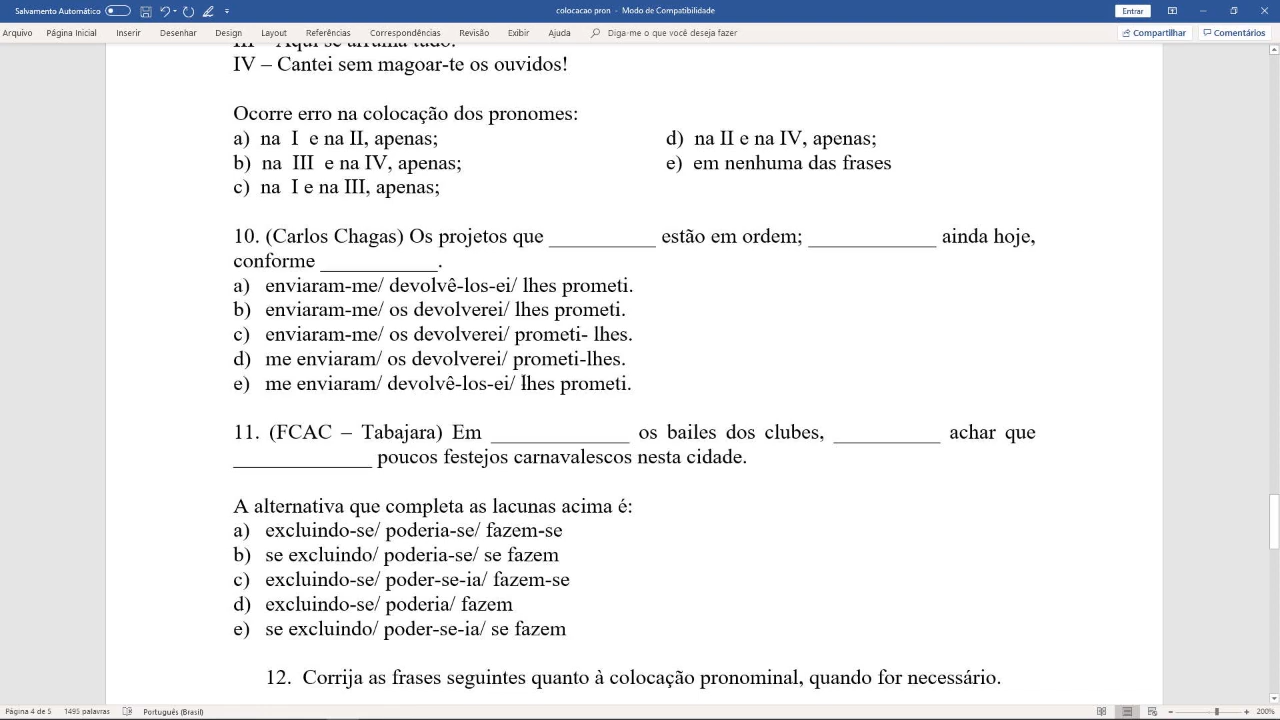 Salvamento Automático
colocacao pron - Modo de Compatibilidade
Entrar
Arquivo Página Inicial Inserir Desenhar Design Layout Referências Correspondências Revisão Exibir Ajuda Diga-me o que você deseja fazer Compartilhar Comentários
III – Aqui se arruma tudo!
IV – Cantei sem magoar-te os ouvidos!
Ocorre erro na colocação dos pronomes:
a) na I e na II, apenas;
b) na III e na IV, apenas;
c) na I e na III, apenas;
d) na II e na IV, apenas;
e) em nenhuma das frases
10. (Carlos Chagas) Os projetos que __________ estão em ordem; ____________ ainda hoje,
conforme ___________.
a) enviaram-me/ devolvê-los-ei/ lhes prometi.
b) enviaram-me/ os devolverei/ lhes prometi.
c) enviaram-me/ os devolverei/ prometi- lhes.
d) me enviaram/ os devolverei/ prometi-lhes.
e) me enviaram/ devolvê-los-ei/ lhes prometi.
11. (FCAC – Tabajara) Em _____________ os bailes dos clubes, __________ achar que
_____________ poucos festejos carnavalescos nesta cidade.
A alternativa que completa as lacunas acima é:
a) excluindo-se/ poderia-se/ fazem-se
b) se excluindo/ poderia-se/ se fazem
c) excluindo-se/ poder-se-ia/ fazem-se
d) excluindo-se/ poderia/ fazem
e) se excluindo/ poder-se-ia/ se fazem
12. Corrija as frases seguintes quanto à colocação pronominal, quando for necessário.
Página 4 de 5 1495 palavras Português (Brasil) 200%